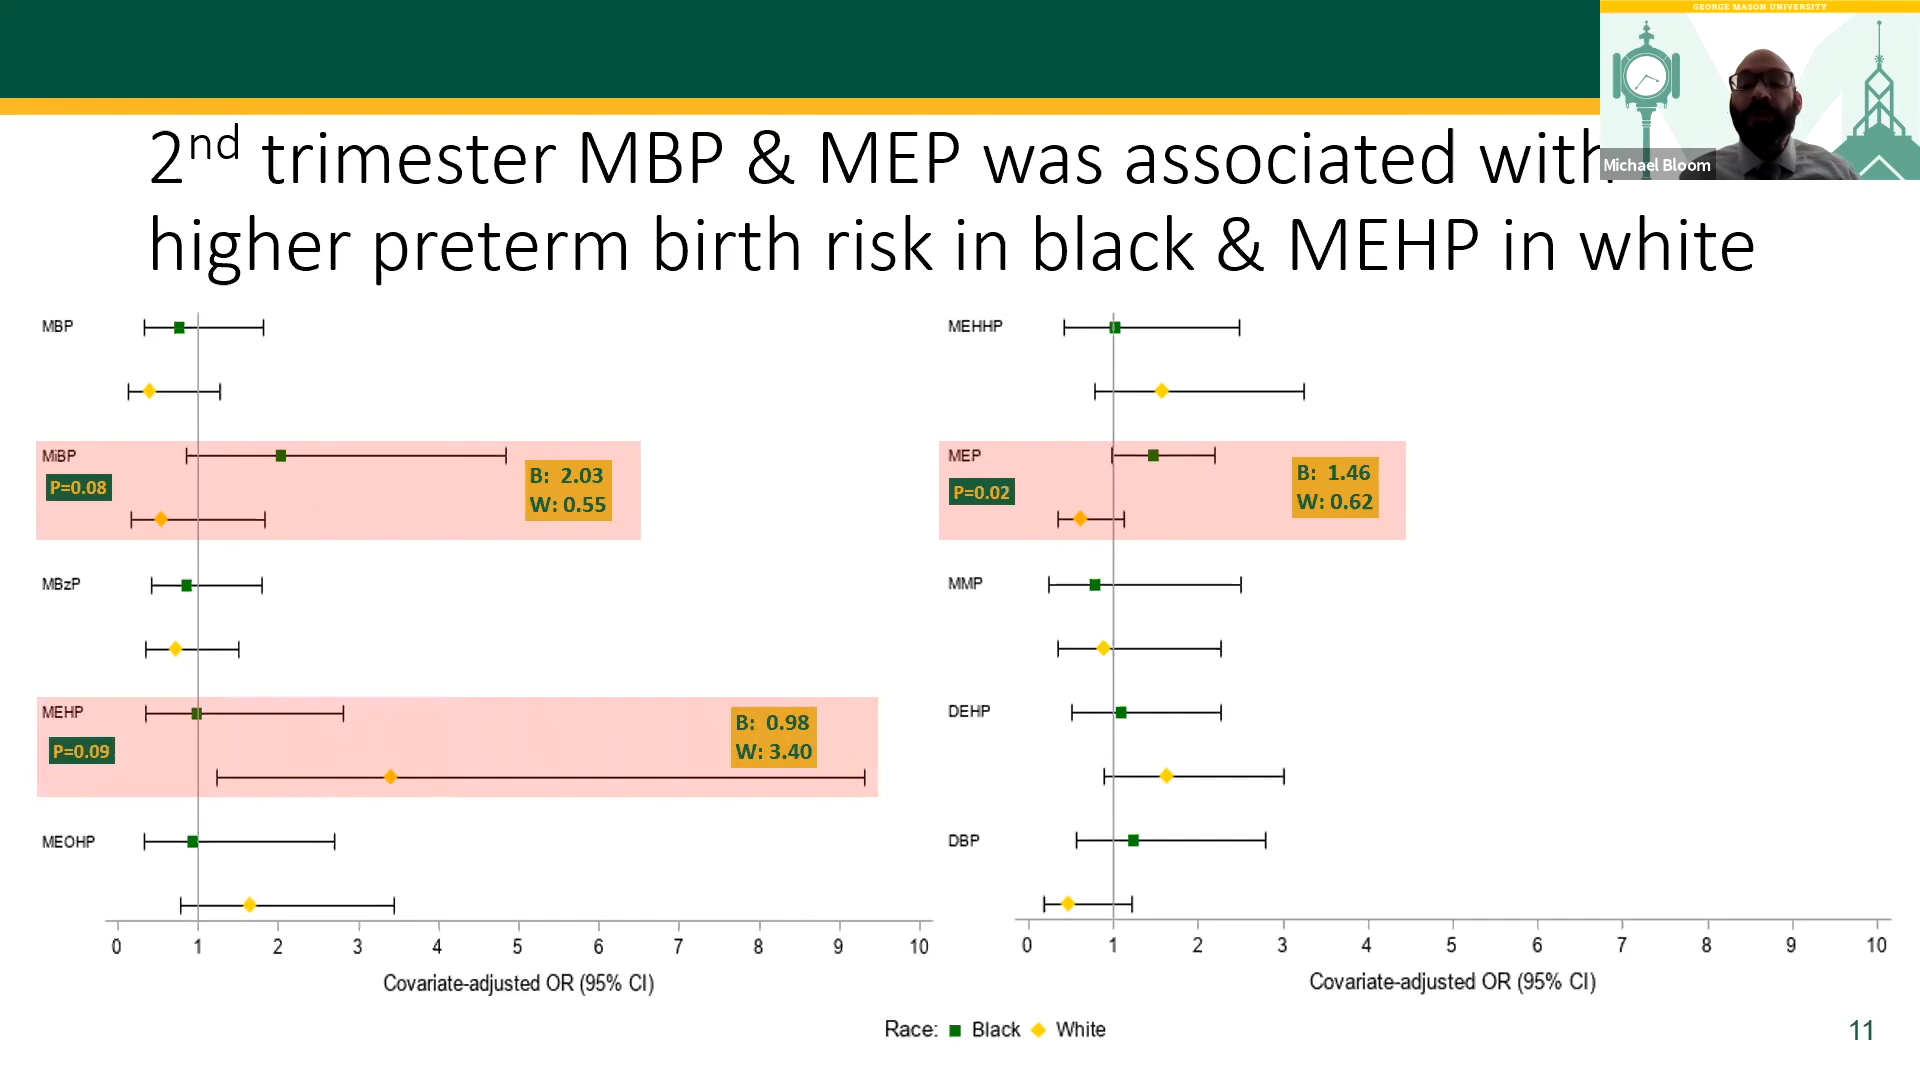 GEORGE MASON UNIVERSITY
Michael Bloom
2nd trimester MBP & MEP was associated with
higher preterm birth risk in black & MEHP in white
MBP
MiBP
P=0.08
B: 2.03
W: 0.55
MBzP
MEHP
P=0.09
B: 0.98
W: 3.40
MEOHP
0 1 2 3 4 5 6 7 8 9 10
Covariate-adjusted OR (95% CI)
MEHHP
MEP
P=0.02
B: 1.46
W: 0.62
MMP
DEHP
DBP
0 1 2 3 4 5 6 7 8 9 10
Covariate-adjusted OR (95% CI)
Race: Black White
11